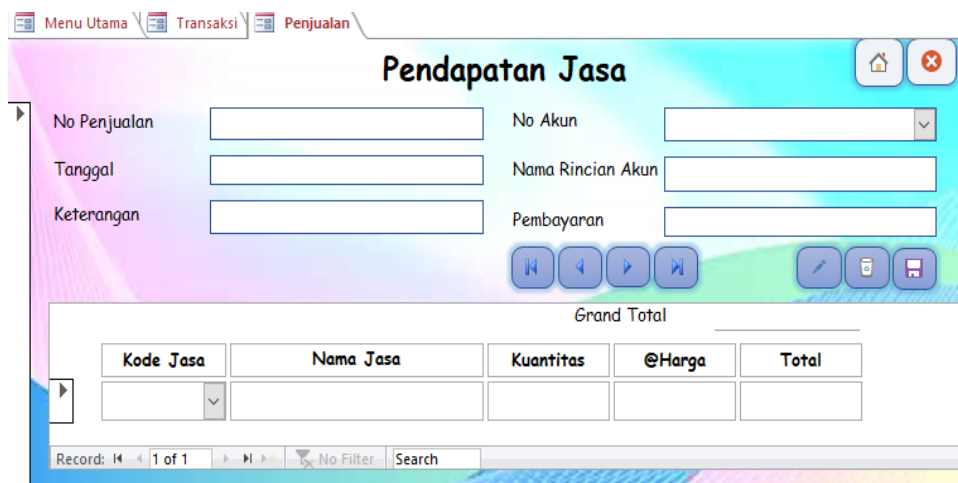 Menu Utama Transaksi Penjualan
Pendapatan Jasa
No Penjualan No Akun
Tanggal Nama Rincian Akun
Keterangan Pembayaran
Grand Total
Kode Jasa Nama Jasa Kuantitas @Harga Total
Record: 1 of 1 No Filter Search